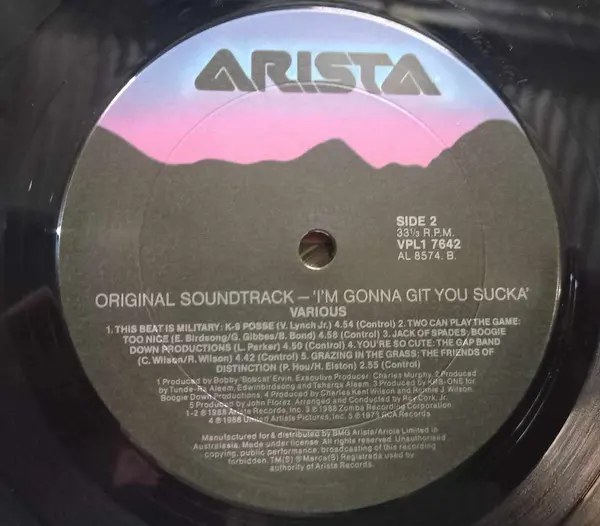 ARISTA
SIDE 2
33⅓ R.P.M.
VPL1 7642
AL 8574. B.
ORIGINAL SOUNDTRACK – 'I'M GONNA GIT YOU SUCKA'
VARIOUS
1. THIS BEAT IS MILITARY: K-9 POSSE (V. Lynch Jr.) 4.54 (Control) 2. TWO CAN PLAY THE GAME:
TOO NICE (E. Birdsong/G. Gibbes/B. Bond) 4.56 (Control) 3. JACK OF SPADES: BOOGIE
DOWN PRODUCTIONS (L. Parker) 4.50 (Control) 4. YOU'RE SO CUTE: THE GAP BAND
(C. Wilson/R. Wilson) 4.42 (Control) 5. GRAZING IN THE GRASS: THE FRIENDS OF
DISTINCTION (P. Hou/H. Elston) 2.55 (Control)
1 Produced by Bobby 'Bobcat' Ervin. Executive Producer: Charles Murphy. 2 Produced
by Tunde-Ra Aleem, Edwin Birdsong and Taharqa Aleem. 3 Produced by KRS-ONE for
Boogie Down Productions. 4 Produced by Charles Kent Wilson and Ronnie J. Wilson.
5 Produced by John Florez. Arranged and Conducted by Ray Cork, Jr.
1-2 ℗ 1988 Arista Records, Inc. 3 ℗ 1988 Zomba Recording Corporation
4 ℗ 1988 United Artists Pictures, Inc. 5 ℗ RCA Records
Manufactured for & distributed by BMG Arista/Ariola Limited in
Australasia. Made under license. All rights reserved. Unauthorised
copying, public performance, broadcasting of this recording
forbidden. TM(S) ® Marca(S) Registrada used by
authority of Arista Records.